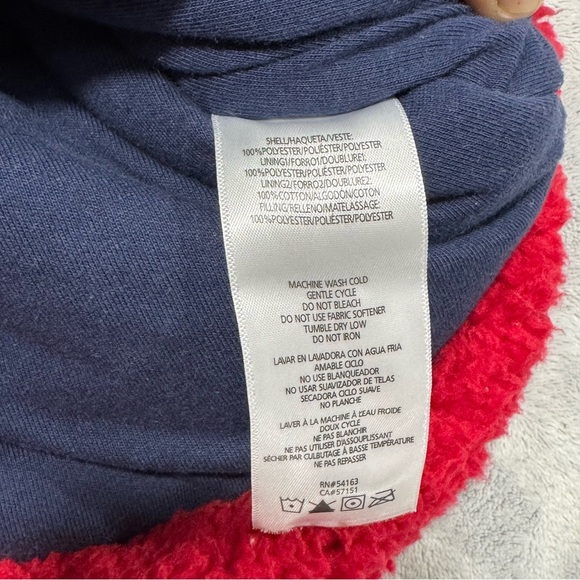 SHELL/HAQUETA/VESTE:
100%POLYESTER/POLIÉSTER/POLYESTER
LINING1/FORRO1/DOUBLURE1:
100%POLYESTER/POLIÉSTER/POLYESTER
LINING2/FORRO2/DOUBLURE2:
100%COTTON/ALGODÓN/COTON
FILLING/RELLENO/MATELASSAGE:
100%POLYESTER/POLIÉSTER/POLYESTER
MACHINE WASH COLD
GENTLE CYCLE
DO NOT BLEACH
DO NOT USE FABRIC SOFTENER
TUMBLE DRY LOW
DO NOT IRON
LAVAR EN LAVADORA CON AGUA FRIA
AMABLE CICLO
NO USE BLANQUEADOR
NO USAR SUAVIZADOR DE TELAS
SECADORA CICLO SUAVE
NO PLANCHE
LAVER À LA MACHINE À L'EAU FROIDE
DOUX CYCLE
NE PAS BLANCHIR
NE PAS UTILISER D'ASSOUPLISSANT
SÉCHER PAR CULBUTAGE À BASSE TEMPÉRATURE
NE PAS REPASSER
RN#54163
CA#57151